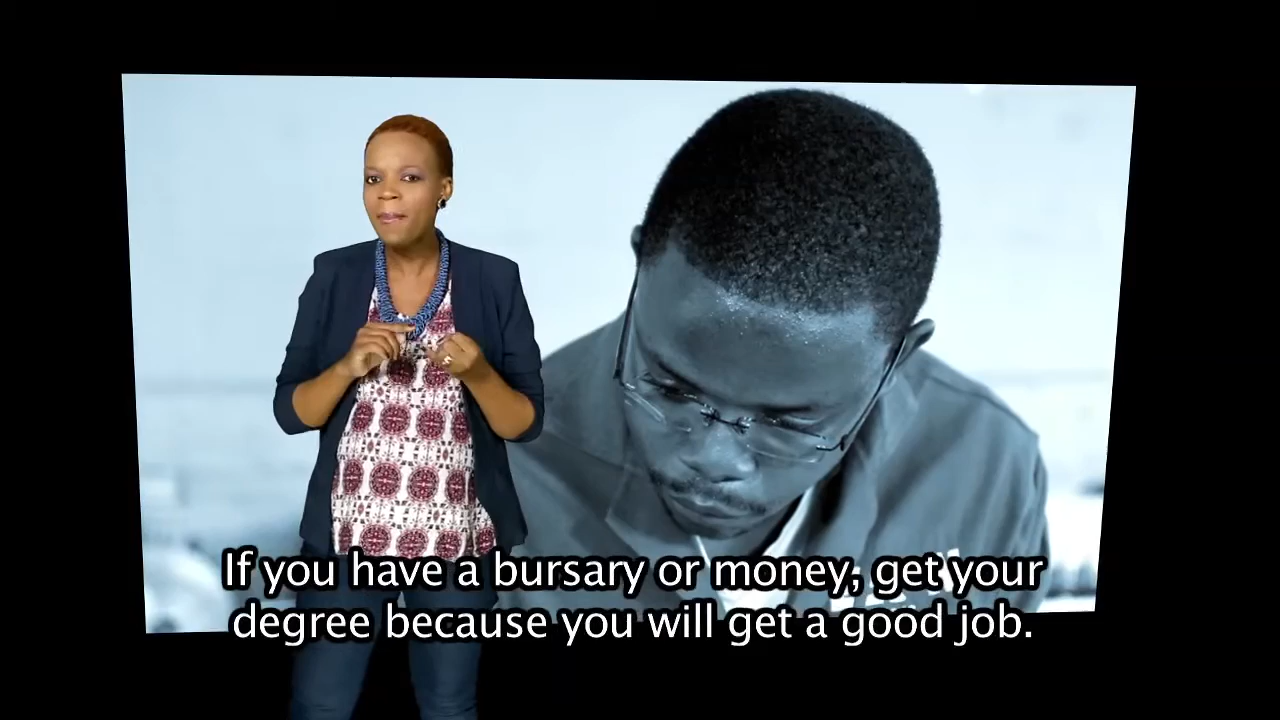 If you have a bursary or money, get your
degree because you will get a good job.